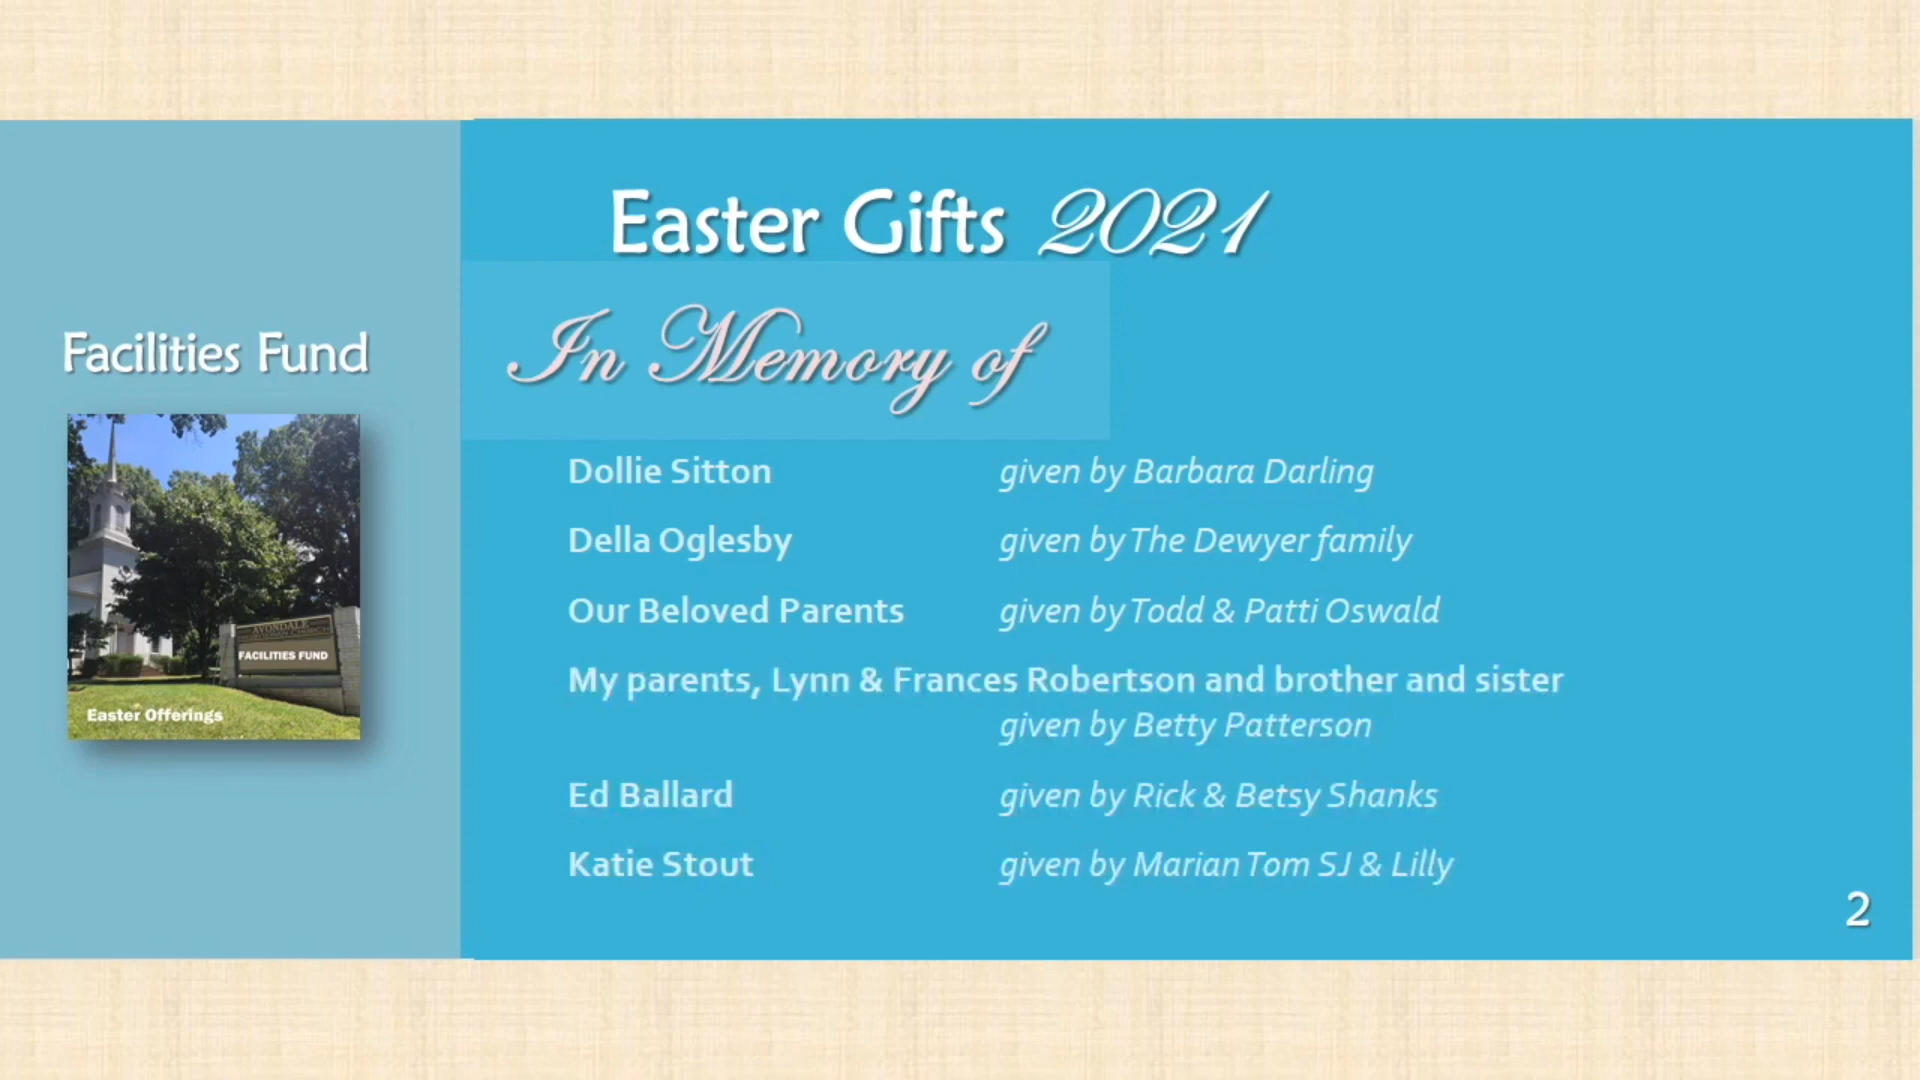 Easter Gifts 2021
In Memory of
Facilities Fund
AVONDALE
FACILITIES FUND
Easter Offerings
Dollie Sitton given by Barbara Darling
Della Oglesby given by The Dewyer family
Our Beloved Parents given by Todd & Patti Oswald
My parents, Lynn & Frances Robertson and brother and sister
given by Betty Patterson
Ed Ballard given by Rick & Betsy Shanks
Katie Stout given by Marian Tom SJ & Lilly
2